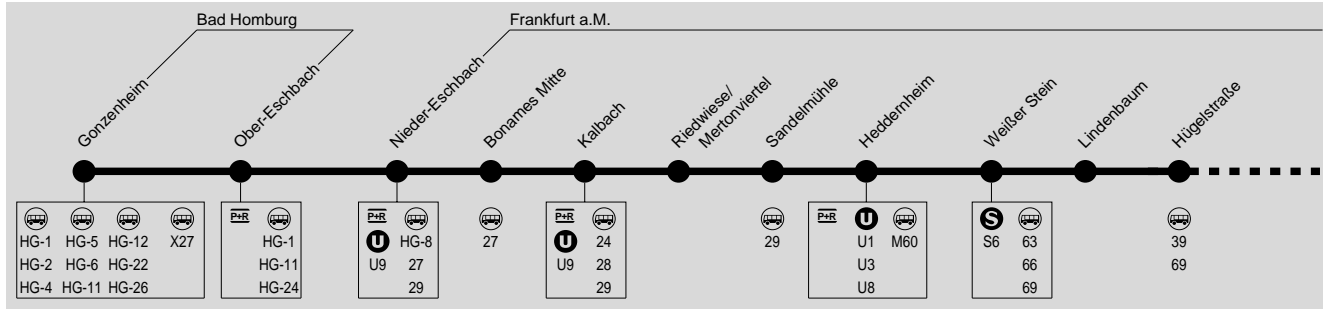 Bad Homburg
Frankfurt a.M.
Gonzenheim
Ober-Eschbach
Nieder-Eschbach
Bonames Mitte
Kalbach
Riedwiese/
Mertonviertel
Sandelmühle
Heddernheim
Weißer Stein
Lindenbaum
Hügelstraße
HG-1 HG-5 HG-12 X27
HG-2 HG-6 HG-22
HG-4 HG-11 HG-26
P+R
HG-1
HG-11
HG-24
P+R
U HG-8
U9 27
29
27
P+R
U 24
U9 28
29
29
P+R U
U1 M60
U3
U8
S
S6 63
66
69
39
69